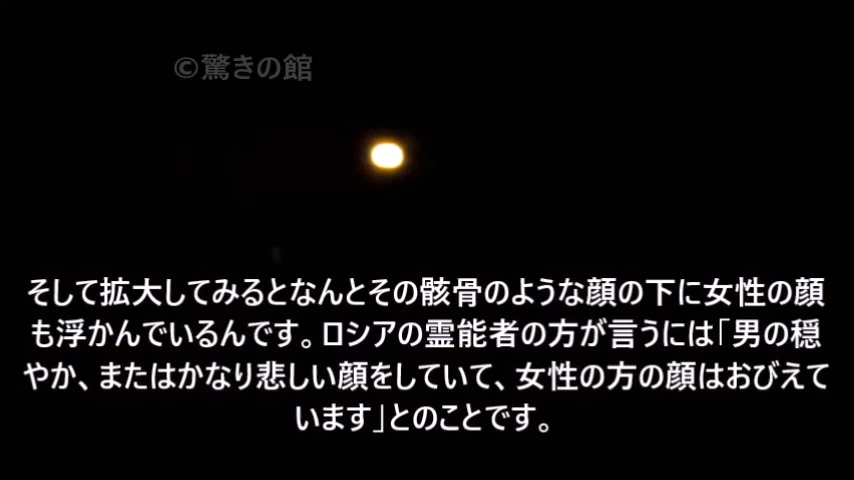 ©驚きの館
そして拡大してみるとなんとその骸骨のような顔の下に女性の顔
も浮かんでいるんです。ロシアの霊能者の方が言うには「男の穏
やか、またはかなり悲しい顔をしていて、女性の方の顔はおびえて
います」とのことです。